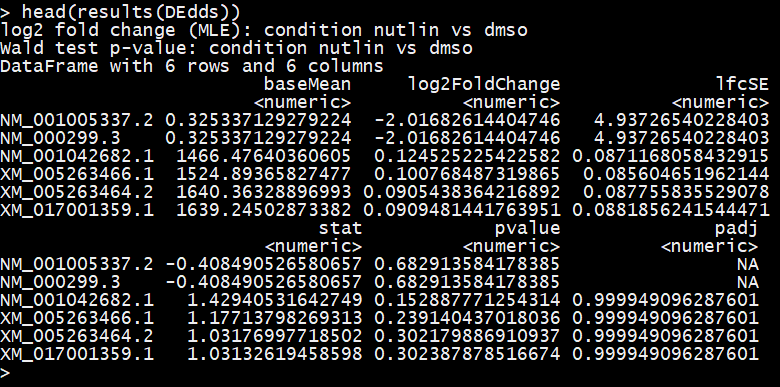 > head(results(DEdds))
log2 fold change (MLE): condition nutlin vs dmso
Wald test p-value: condition nutlin vs dmso
DataFrame with 6 rows and 6 columns
baseMean log2FoldChange lfcSE
<numeric> <numeric> <numeric>
NM_001005337.2 0.325337129279224 -2.01682614404746 4.93726540228403
NM_000299.3 0.325337129279224 -2.01682614404746 4.93726540228403
NM_001042682.1 1466.47640360605 0.124525225422582 0.0871168058432915
XM_005263466.1 1524.89365827477 0.100768487319865 0.085604651962144
XM_005263464.2 1640.36328896993 0.0905438364216892 0.087755835529078
XM_017001359.1 1639.24502873382 0.0909481441763951 0.0881856241544471
stat pvalue padj
<numeric> <numeric> <numeric>
NM_001005337.2 -0.408490526580657 0.682913584178385 NA
NM_000299.3 -0.408490526580657 0.682913584178385 NA
NM_001042682.1 1.42940531642749 0.152887771254314 0.999949096287601
XM_005263466.1 1.17713798269313 0.239140437018036 0.999949096287601
XM_005263464.2 1.03176997718502 0.302179886910937 0.999949096287601
XM_017001359.1 1.03132619458598 0.302387878516674 0.999949096287601
>